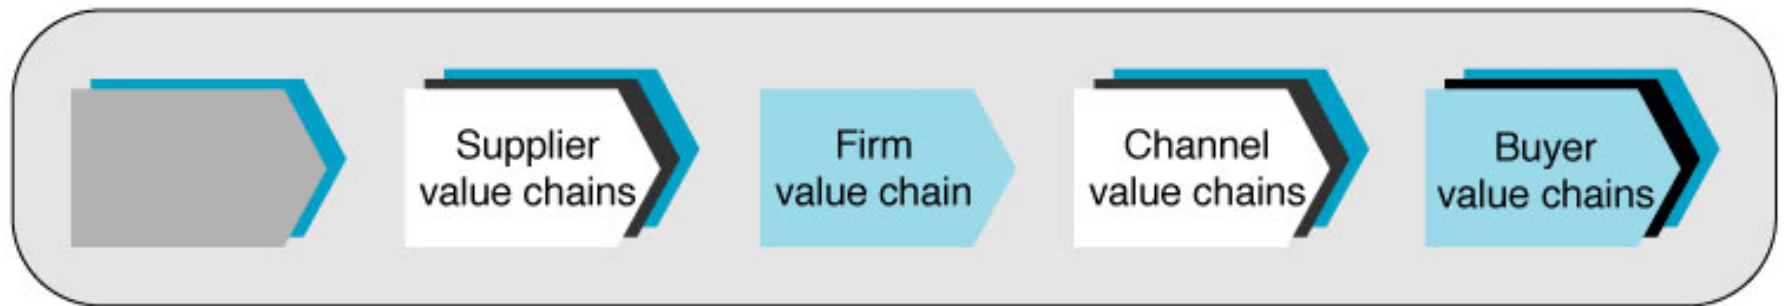 Supplier
value chains
Firm
value chain
Channel
value chains
Buyer
value chains